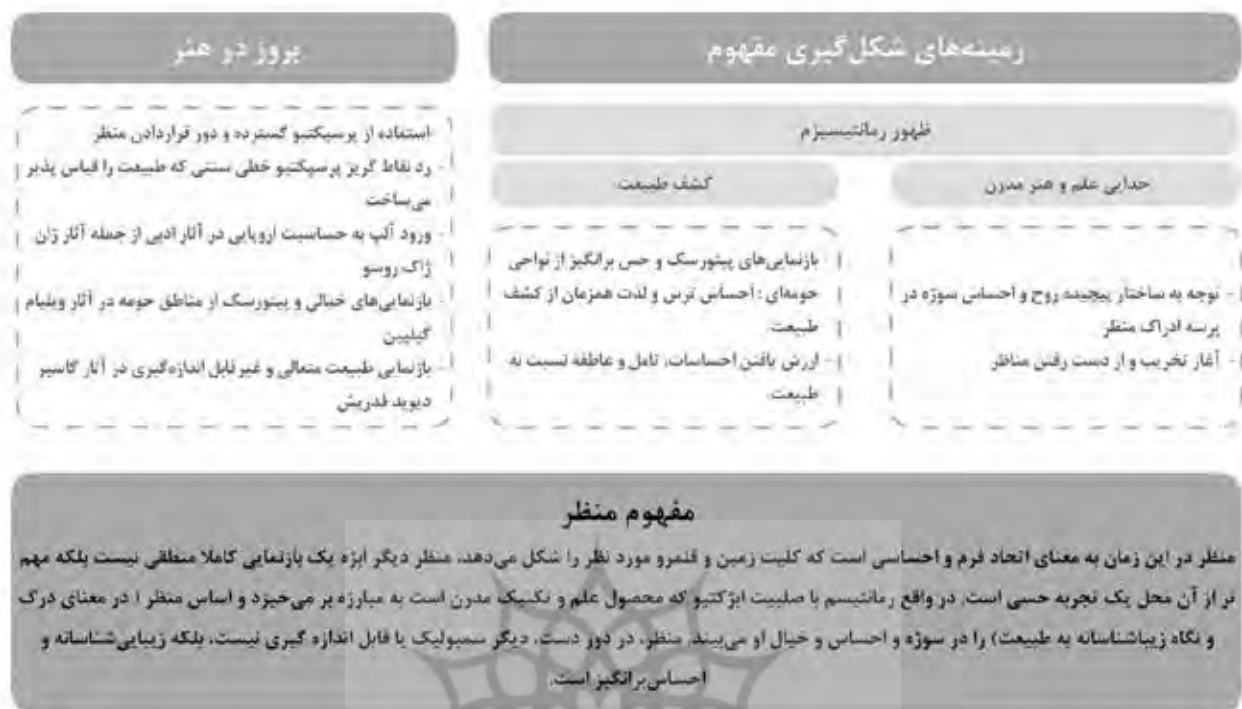 زمینه‌های شکل‌گیری مفهوم
ظهور رمانتیسیزم
جدایی علم و هنر مدرن
- توجه به ساختار پیچیده روح و احساس سوژه در
پرسه ادراک منظر
- آغاز تخریب و از دست رفتن مناظر
کشف طبیعت
- بازنمایی‌های پیتورسک و حس برانگیز از نواحی
حومه‌ای : احساس ترس و لذت همزمان از کشف
طبیعت
- ارزش یافتن احساسات، تامل و عاطفه نسبت به
طبیعت
بروز در هنر
-استفاده از پرسپکتیو گسترده و دور قراردادن منظر
- رد نقاط گریز پرسپکتیو خطی سنتی که طبیعت را قیاس پذیر
می‌ساخت
- ورود آلپ به حساسیت اروپایی در آثار ادبی از جمله آثار ژان
ژاک روسو
- بازنمایی‌های خیالی و پیتورسک از مناطق حومه در آثار ویلیام
گیلپین
- بازنمایی طبیعت متعالی و غیر قابل اندازه‌گیری در آثار گاسپر
دیوید فدریش
مفهوم منظر
منظر در این زمان به معنای اتحاد فرم و احساسی است که کلیت زمین و قلمرو مورد نظر را شکل می‌دهد، منظر دیگر ابژه یک بازنمایی کاملا منطقی نیست بلکه مهم
تر از آن محل یک تجربه حسی است. در واقع رمانتیسم با صلبیت ابژکتیو که محصول علم و تکنیک مدرن است به مبارزه بر می‌خیزد و اساس منظر ( در معنای درک
و نگاه زیباشناسانه به طبیعت) را در سوژه و احساس و خیال او می‌بیند. منظر، در دور دست، دیگر سمبولیک یا قابل اندازه گیری نیست، بلکه زیبایی‌شناسانه و
احساس‌برانگیز است.